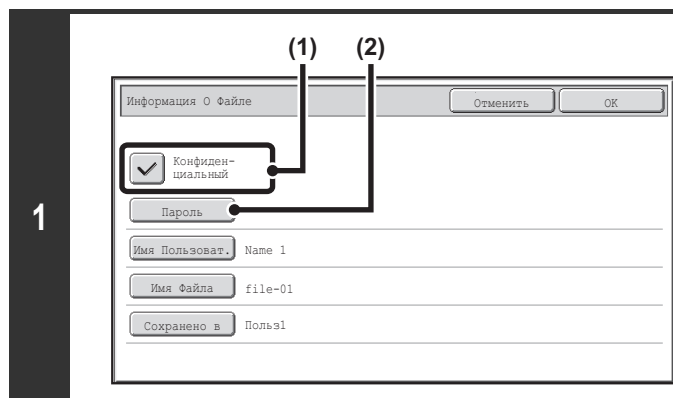 (1) (2)
Информация О Файле Отменить OK
Конфиден-
циальный
1
Пароль
Имя Пользоват. Name 1
Имя Файла file-01
Сохранено в Польз1